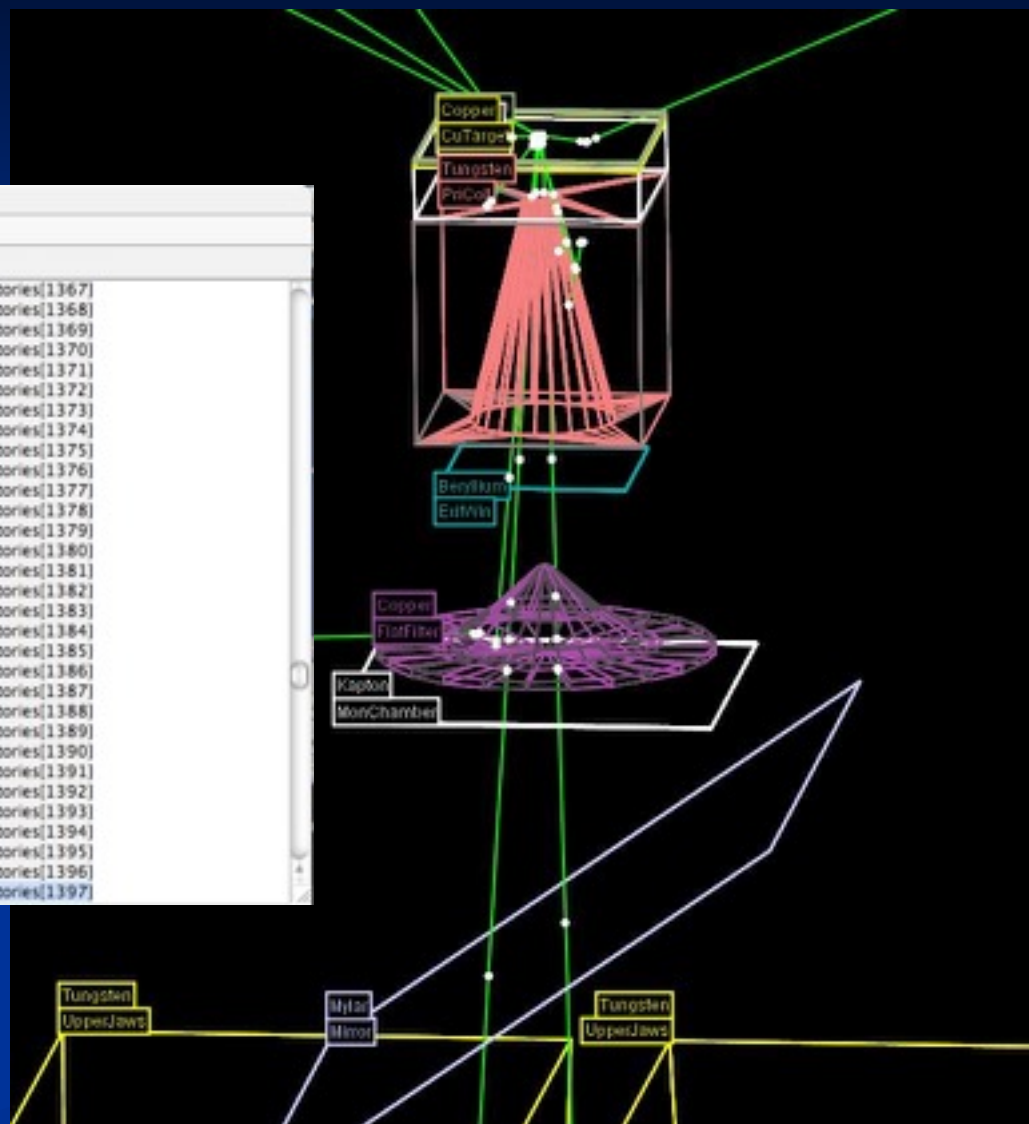 Copper
CuTarget
Tungsten
PriColl
tories[1367]
tories[1368]
tories[1369]
tories[1370]
tories[1371]
tories[1372]
tories[1373]
tories[1374]
tories[1375]
tories[1376]
tories[1377]
tories[1378]
tories[1379]
tories[1380]
tories[1381]
tories[1382]
tories[1383]
tories[1384]
tories[1385]
tories[1386]
tories[1387]
tories[1388]
tories[1389]
tories[1390]
tories[1391]
tories[1392]
tories[1393]
tories[1394]
tories[1395]
tories[1396]
tories[1397]
Beryllium
ExitWin
Copper
FlatFilter
Kapton
MonChamber
Tungsten
UpperJaws
Mylar
Mirror
Tungsten
UpperJaws